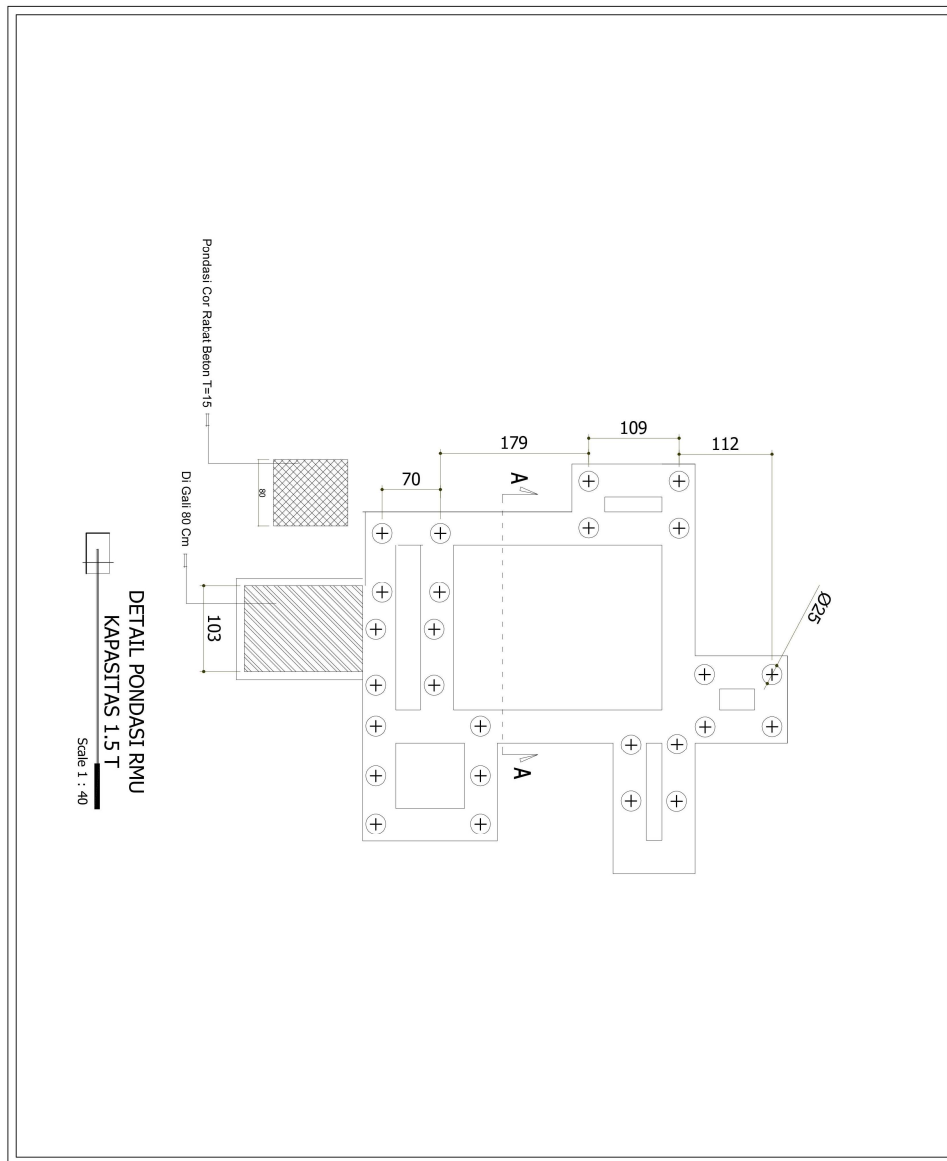 Pondasi Cor Rabat Beton T=15
Di Gali 80 Cm
80
103
70
179
109
112
Ø25
A
A
DETAIL PONDASI RMU
KAPASITAS 1.5 T
Scale 1 : 40